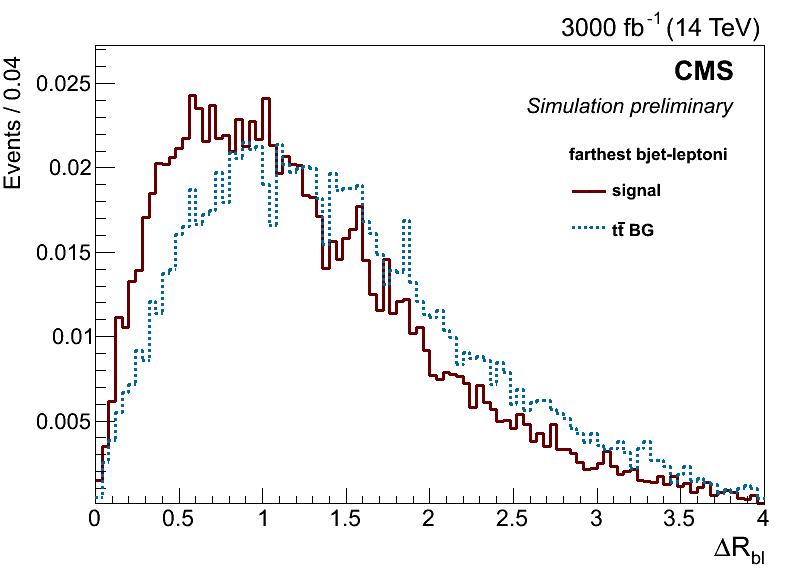 3000 fb⁻¹ (14 TeV)
Events / 0.04
CMS
Simulation preliminary
farthest bjet-leptoni
signal
tt̄ BG
0.025
0.02
0.015
0.01
0.005
0 0.5 1 1.5 2 2.5 3 3.5 4
ΔR_bl